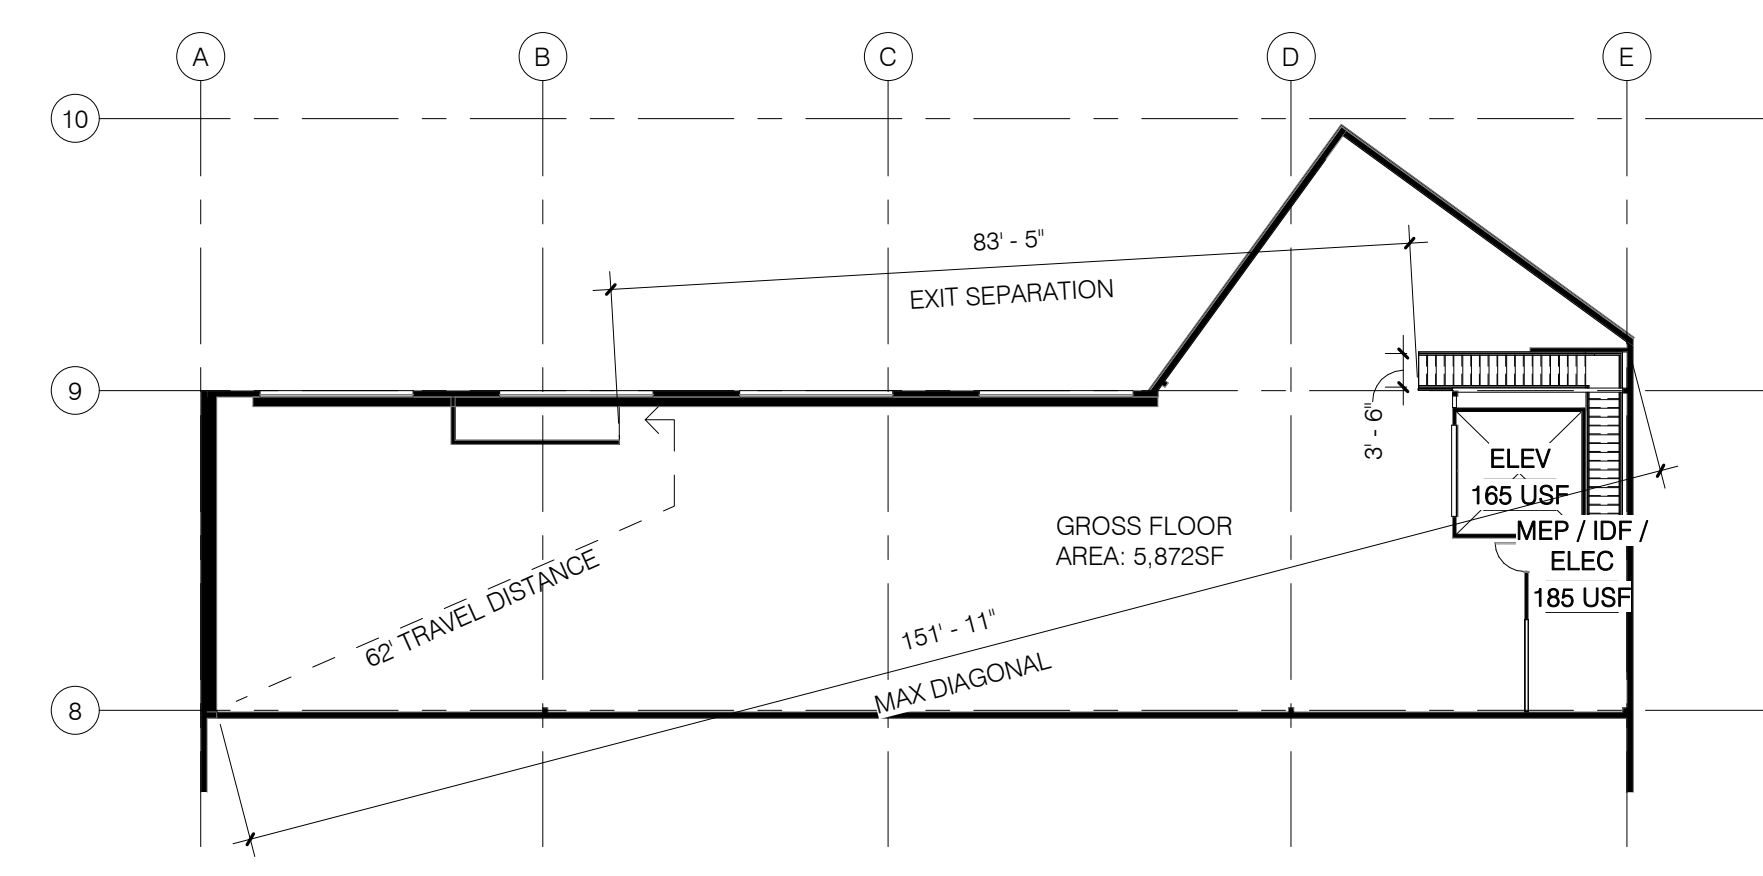 A
B
C
D
E
10
83' - 5"
EXIT SEPARATION
9
3' - 6"
ELEV
165 USF
GROSS FLOOR
AREA: 5,872SF
MEP / IDF /
ELEC
185 USF
62' TRAVEL DISTANCE
151' - 11"
MAX DIAGONAL
8